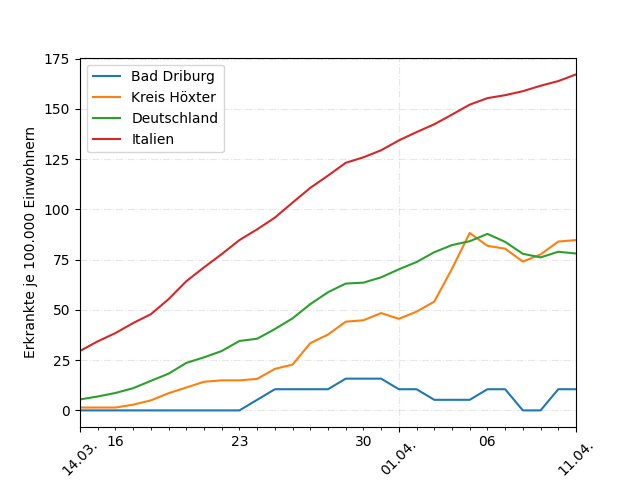 175
150
125
100
75
50
25
0
Erkrankte je 100.000 Einwohnern
Bad Driburg
Kreis Höxter
Deutschland
Italien
14.03. 16 23 30 01.04. 06 11.04.